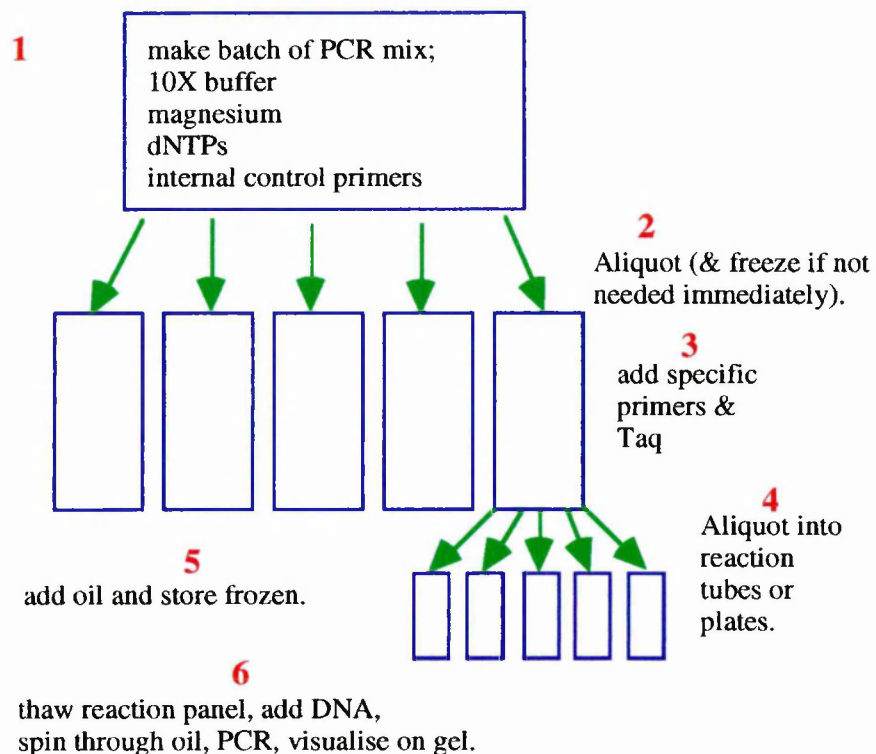 1
make batch of PCR mix;
10X buffer
magnesium
dNTPs
internal control primers
2
Aliquot (& freeze if not
needed immediately).
3
add specific
primers &
Taq
4
Aliquot into
reaction
tubes or
plates.
5
add oil and store frozen.
6
thaw reaction panel, add DNA,
spin through oil, PCR, visualise on gel.